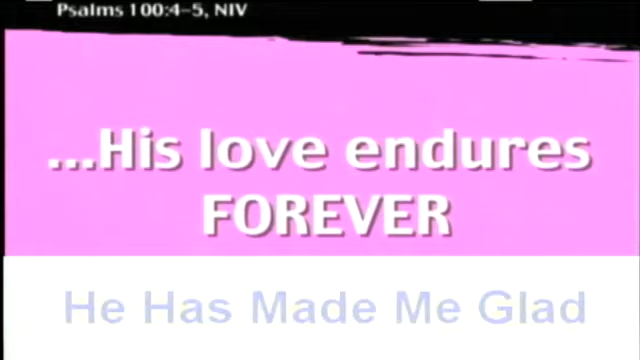 Psalms 100:4-5, NIV
...His love endures
FOREVER
He Has Made Me Glad